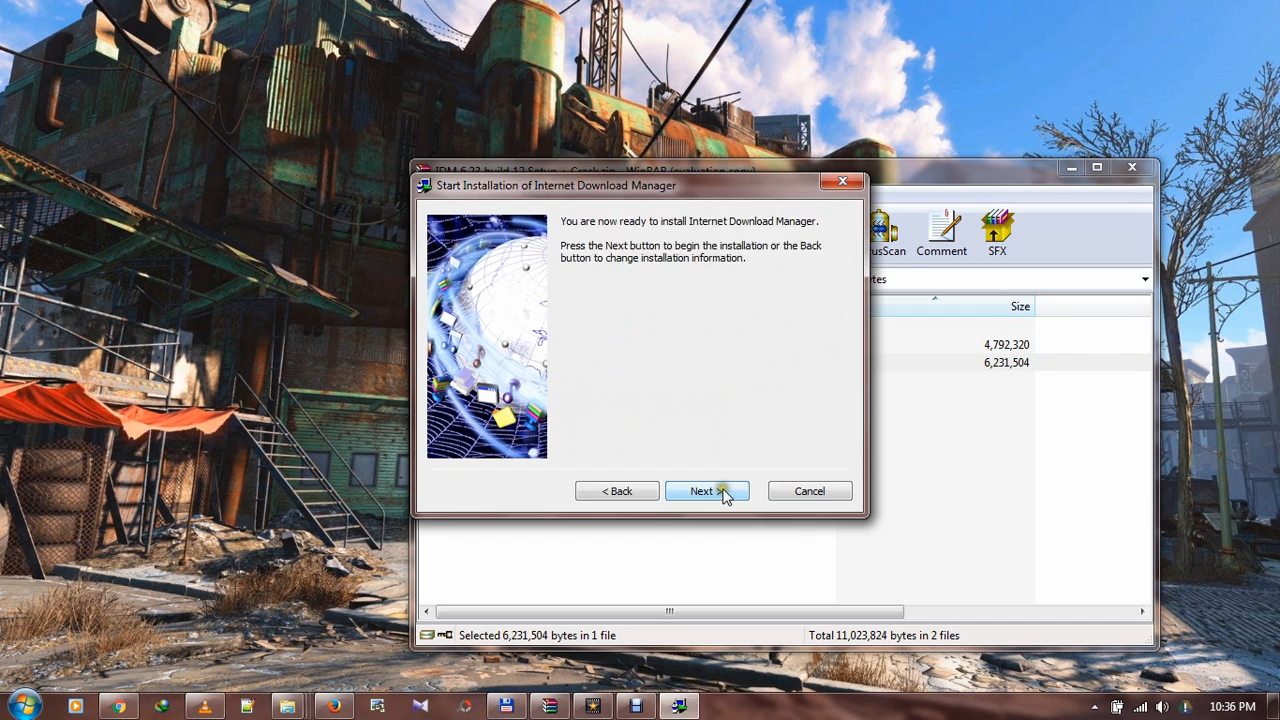 Start Installation of Internet Download Manager
You are now ready to install Internet Download Manager.
Press the Next button to begin the installation or the Back
button to change installation information.
< Back
Next >
Cancel
Comment
SFX
Size
4,792,320
6,231,504
Selected 6,231,504 bytes in 1 file
Total 11,023,824 bytes in 2 files
10:36 PM